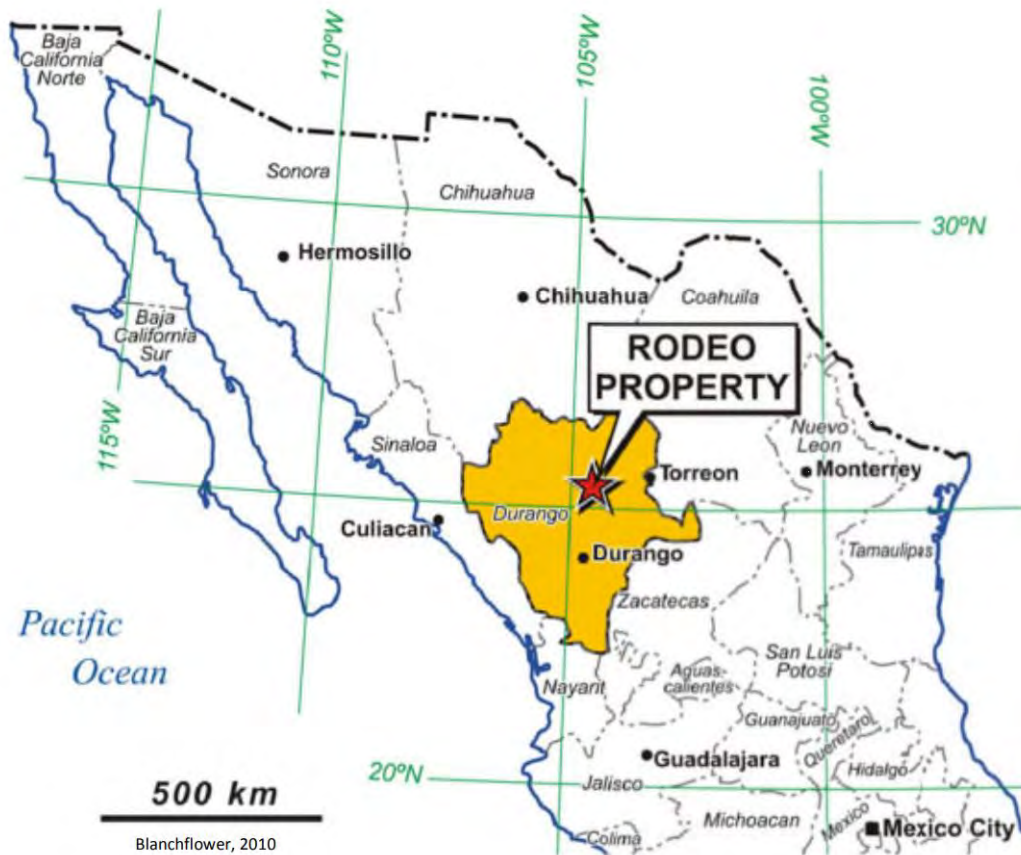 Baja
California
Norte
110ºW
105ºW
100ºW
Sonora
Chihuahua
30ºN
Hermosillo
Chihuahua
Coahuila
Baja
California
Sur
RODEO
PROPERTY
115ºW
Sinaloa
Nuevo
Leon
Torreon
Monterrey
Culiacan
Durango
Durango
Tamaulipas
Zacatecas
Pacific
Ocean
San Luis
Potosi
Nayarit
Aguas-
calientes
Guanajuato
Queretaro
Guadalajara
Hidalgo
20ºN
Jalisco
500 km
Michoacan
Mexico
Mexico City
Colima
Blanchflower, 2010